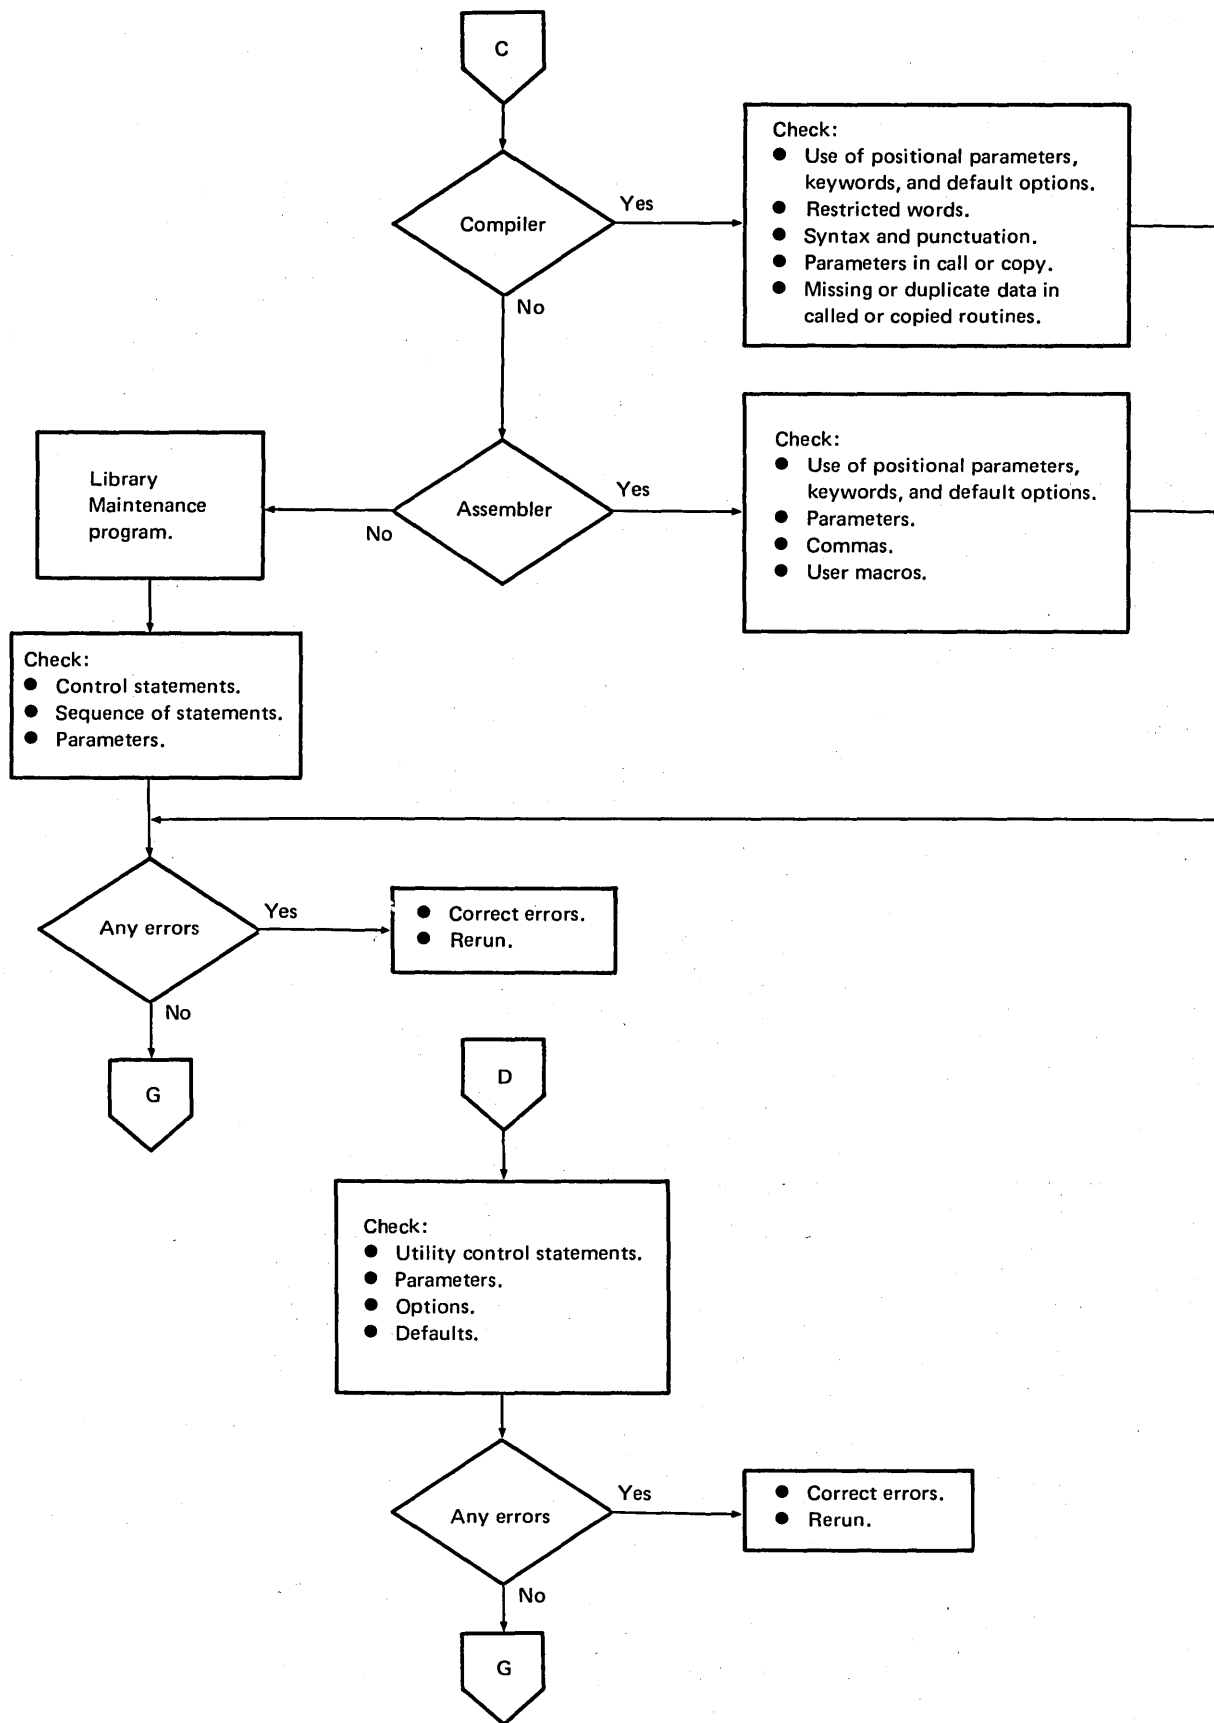 C
Compiler
Yes
No
Check:
● Use of positional parameters,
keywords, and default options.
● Restricted words.
● Syntax and punctuation.
● Parameters in call or copy.
● Missing or duplicate data in
called or copied routines.
Assembler
Yes
No
Check:
● Use of positional parameters,
keywords, and default options.
● Parameters.
● Commas.
● User macros.
Library
Maintenance
program.
Check:
● Control statements.
● Sequence of statements.
● Parameters.
Any errors
Yes
No
● Correct errors.
● Rerun.
G
D
Check:
● Utility control statements.
● Parameters.
● Options.
● Defaults.
Any errors
Yes
No
● Correct errors.
● Rerun.
G